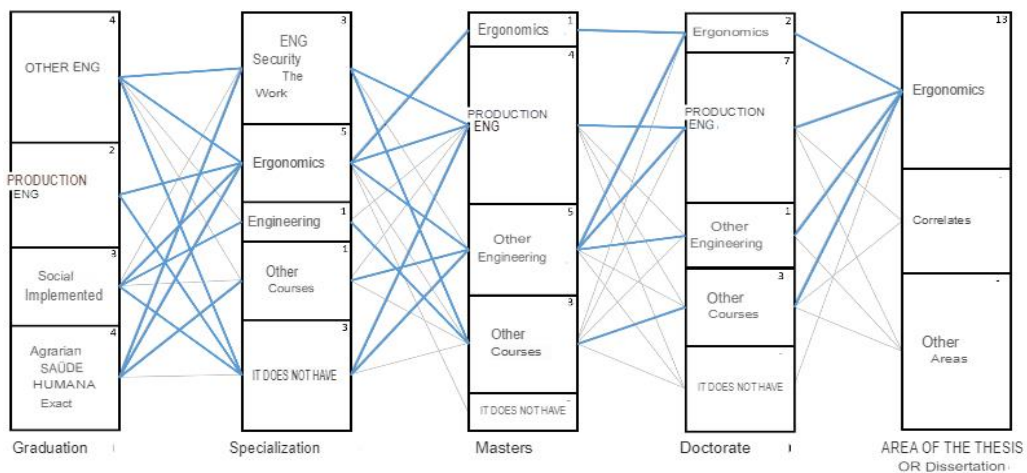 4
OTHER ENG
2
PRODUCTION
ENG
3
Social
Implemented
4
Agrarian
SAÜDE
HUMANA
Exact
Graduation
3
ENG
Security
The
Work
5
Ergonomics
1
Engineering
1
Other
Courses
3
IT DOES NOT HAVE
Specialization
1
Ergonomics
4
PRODUCTION
ENG
5
Other
Engineering
3
Other
Courses
IT DOES NOT HAVE
Masters
2
Ergonomics
7
PRODUCTION
ENG
1
Other
Engineering
3
Other
Courses
IT DOES NOT HAVE
Doctorate
13
Ergonomics
Correlates
Other
Areas
AREA OF THE THESIS
OR Dissertation